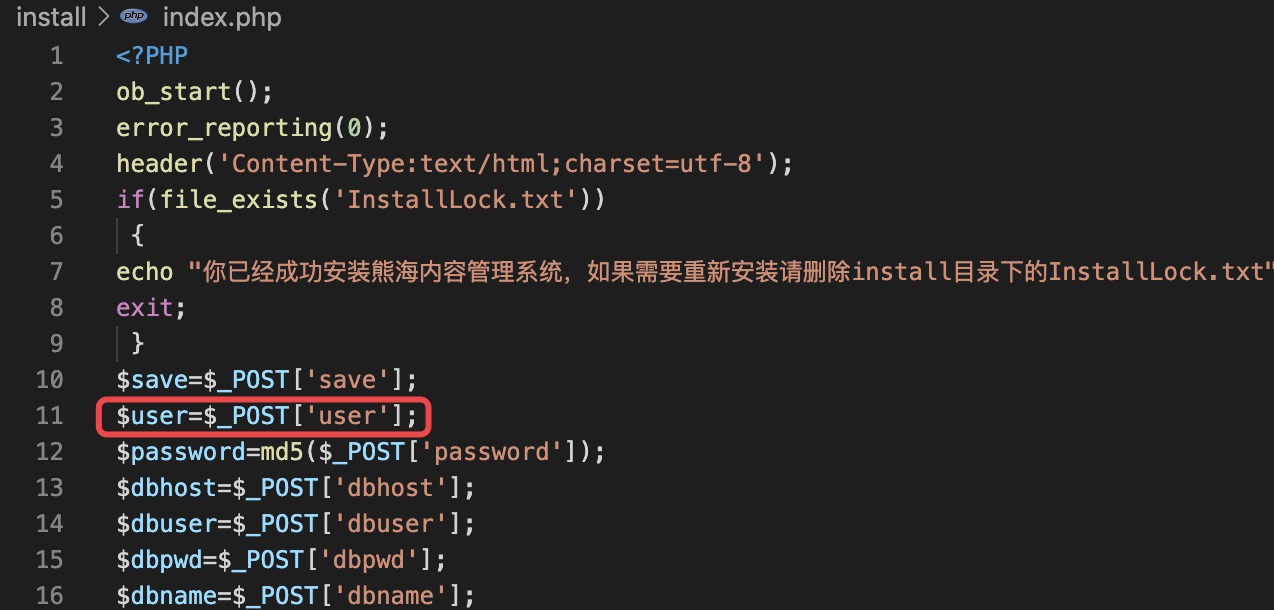 install > php index.php
1 <?PHP
2 ob_start();
3 error_reporting(0);
4 header('Content-Type:text/html;charset=utf-8');
5 if(file_exists('InstallLock.txt'))
6 {
7 echo "你已经成功安装熊海内容管理系统，如果需要重新安装请删除install目录下的InstallLock.txt"
8 exit;
9 }
10 $save=$_POST['save'];
11 $user=$_POST['user'];
12 $password=md5($_POST['password']);
13 $dbhost=$_POST['dbhost'];
14 $dbuser=$_POST['dbuser'];
15 $dbpwd=$_POST['dbpwd'];
16 $dbname=$_POST['dbname'];